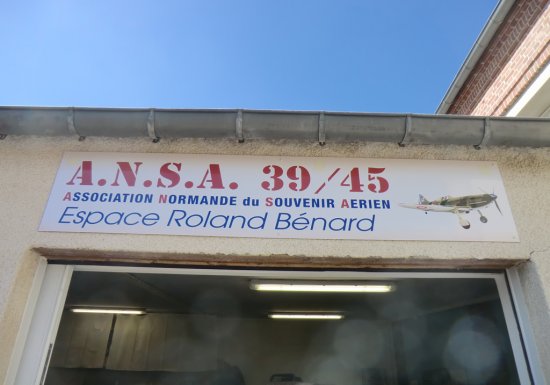 A.N.S.A. 39/45
ASSOCIATION NORMANDE du SOUVENIR AERIEN
Espace Roland Bénard